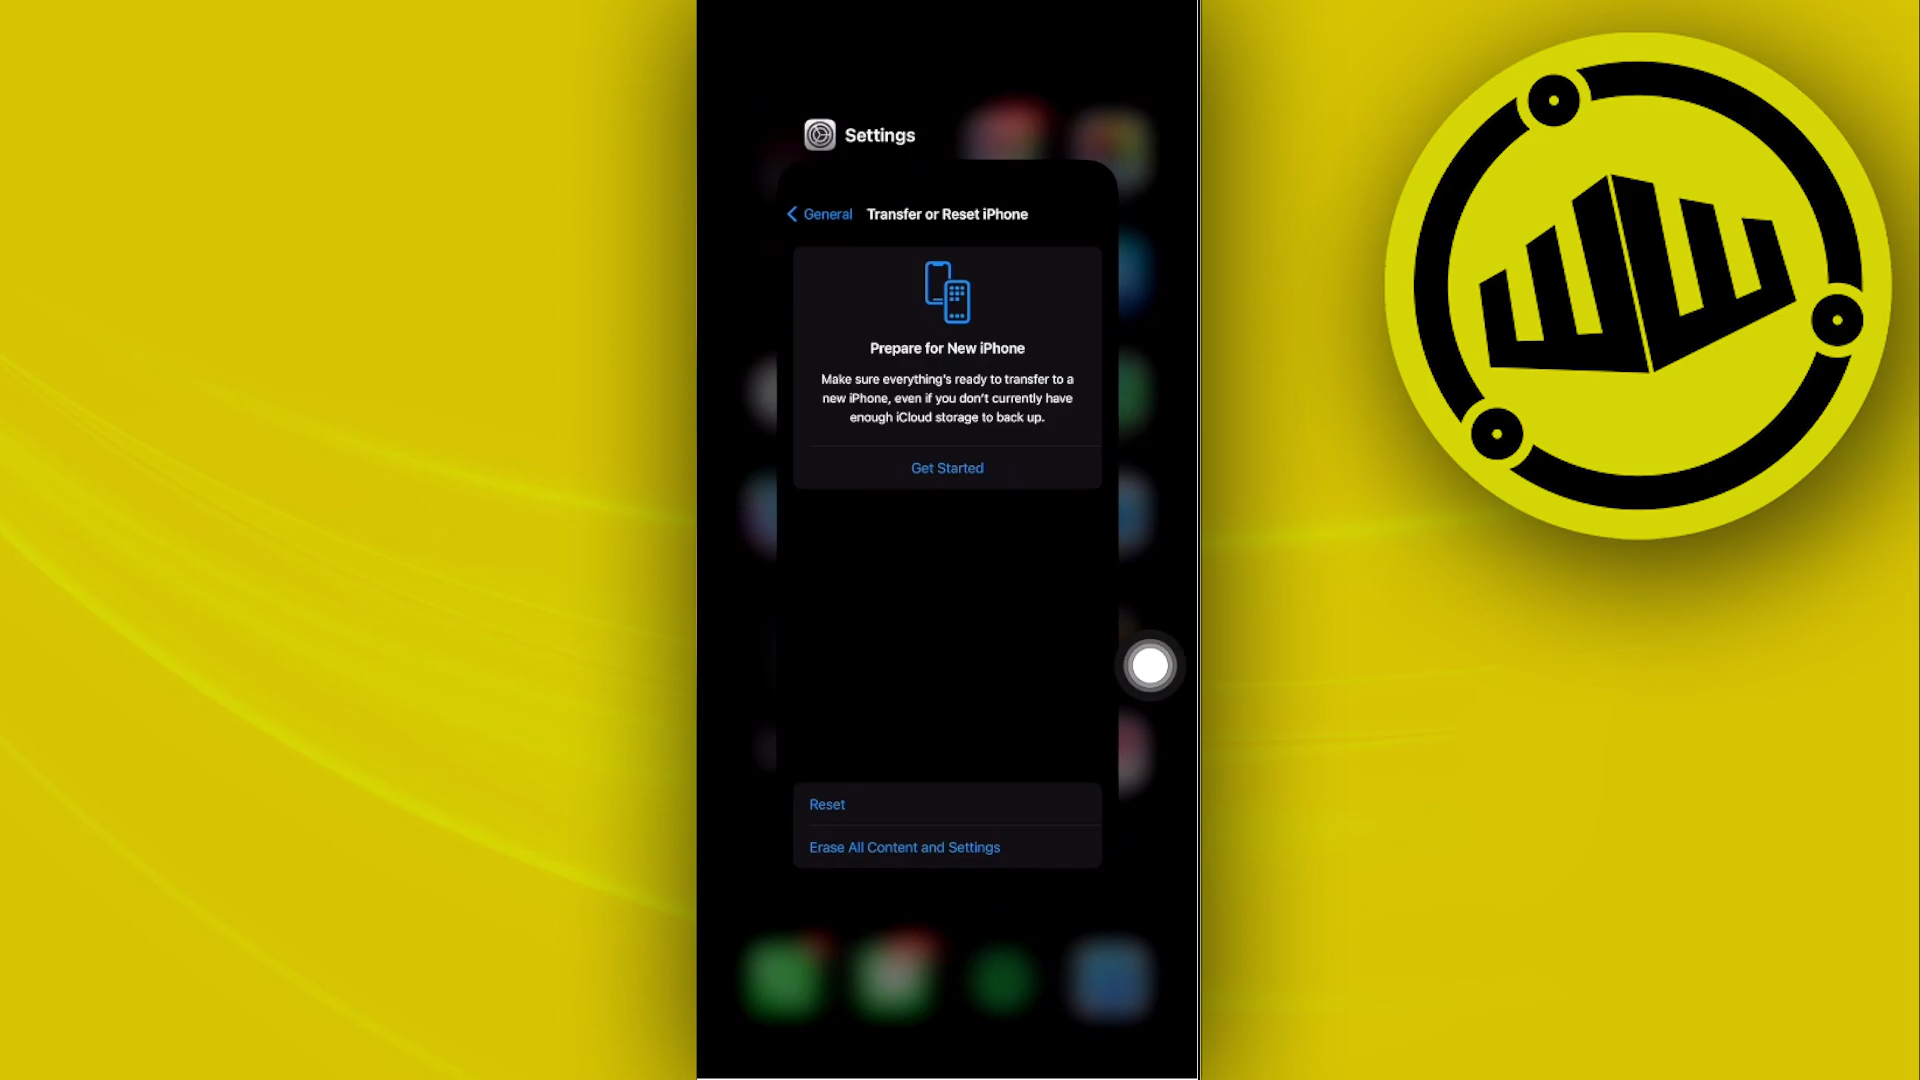 Settings
General
Transfer or Reset iPhone
Prepare for New iPhone
Make sure everything's ready to transfer to a
new iPhone, even if you don't currently have
enough iCloud storage to back up.
Get Started
Reset
Erase All Content and Settings